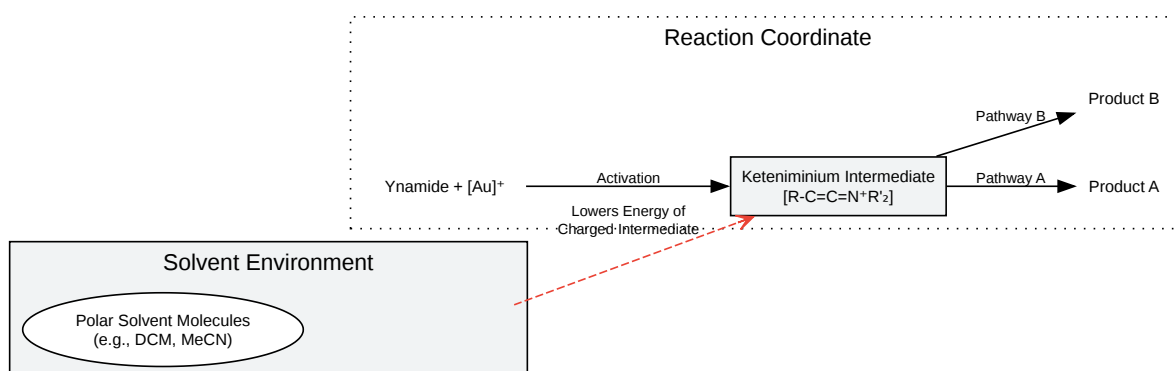 Reaction Coordinate
Product B
Pathway B
Ynamide + [Au]⁺
Activation
Keteniminium Intermediate
[R-C=C=N⁺R'₂]
Pathway A
Product A
Lowers Energy of
Charged Intermediate
Solvent Environment
Polar Solvent Molecules
(e.g., DCM, MeCN)